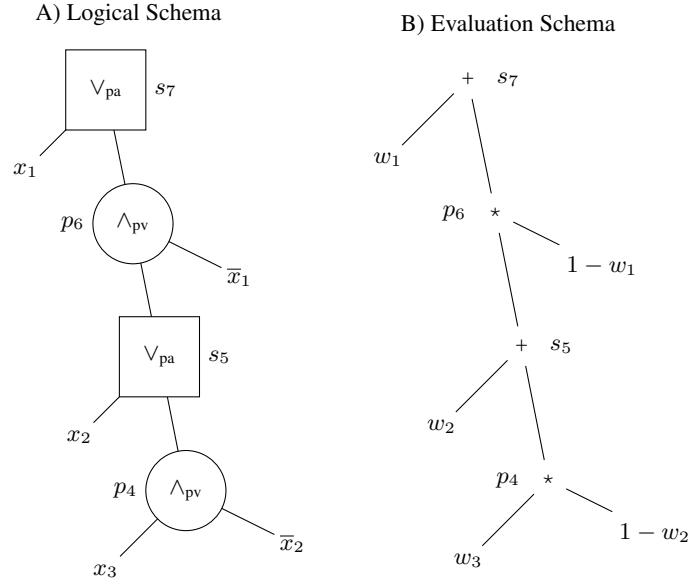 A) Logical Schema
∨pa s7
x1
p6 ∧pv
x̅1
∨pa s5
x2
p4 ∧pv
x3
x̅2
B) Evaluation Schema
+ s7
w1
p6 ⋆
1 − w1
+ s5
w2
p4 ⋆
w3
1 − w2